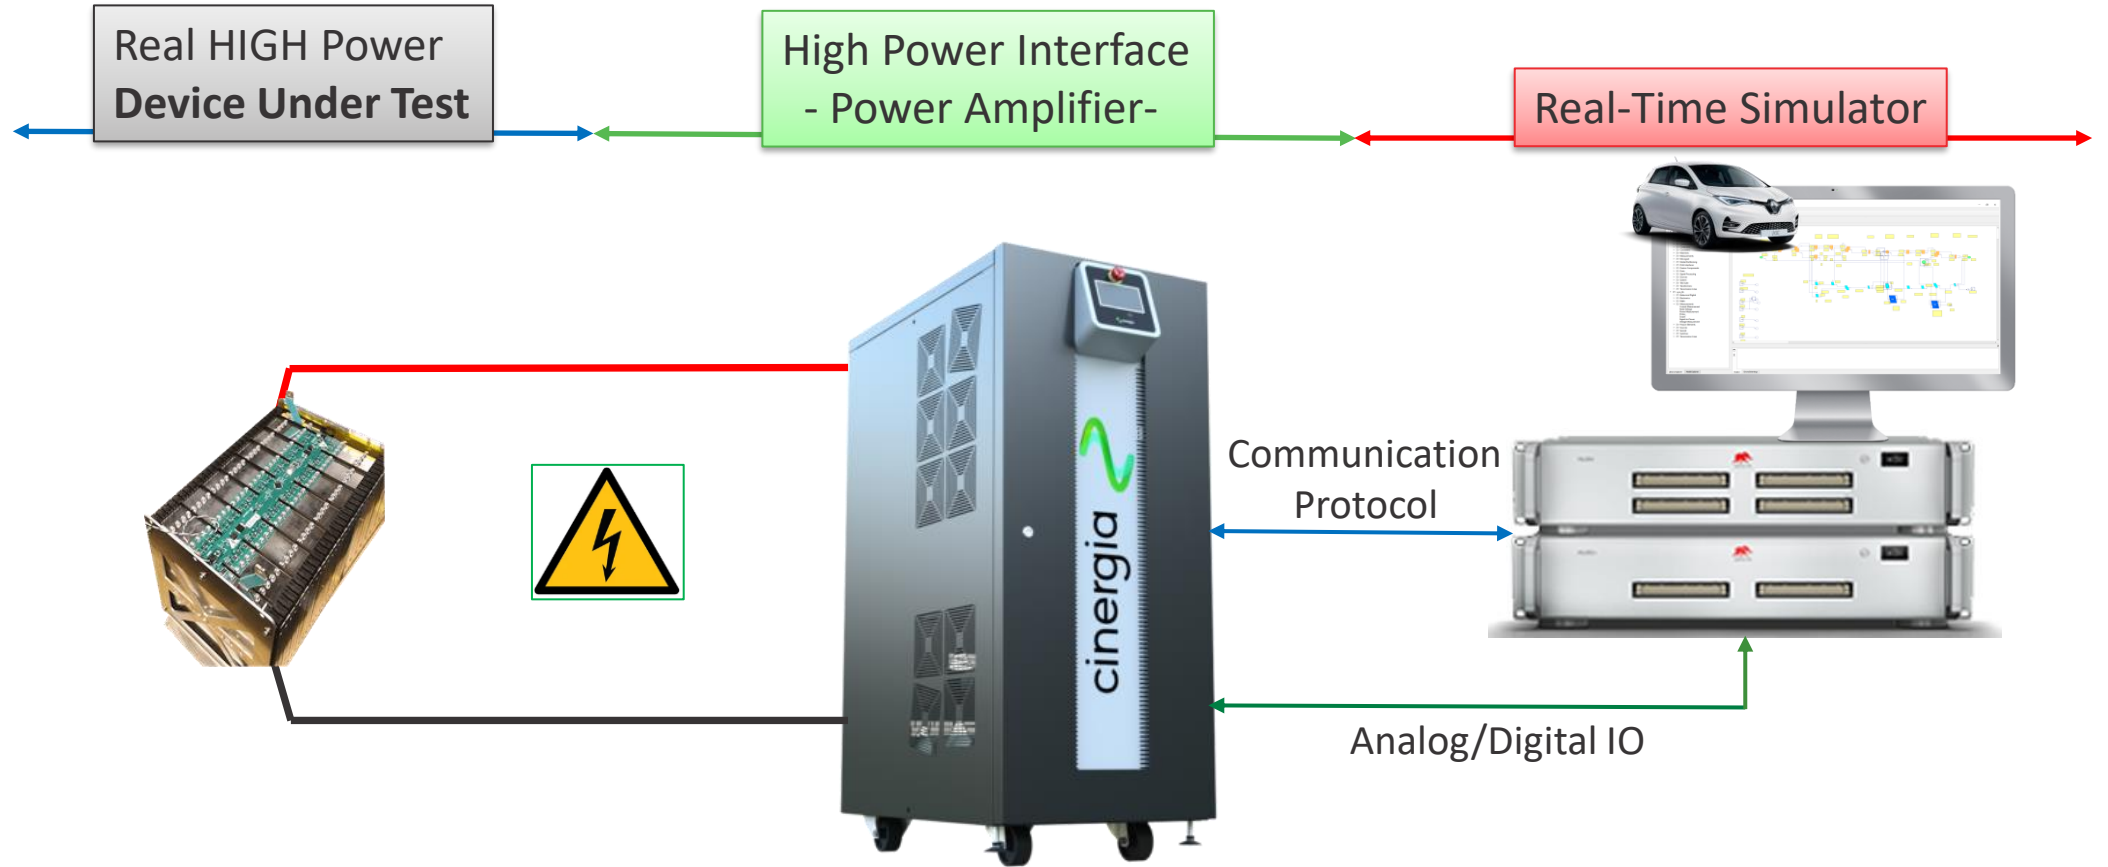 Real HIGH Power
Device Under Test
High Power Interface
- Power Amplifier-
Real-Time Simulator
cinergia
Communication
Protocol
Analog/Digital IO